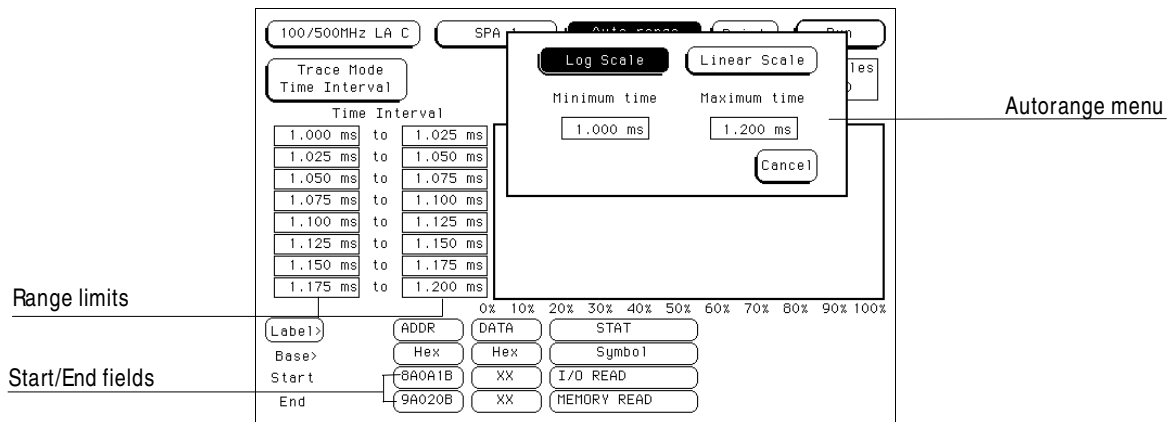 100/500MHz LA C SPA
Log Scale Linear Scale
Trace Mode
Time Interval
Minimum time Maximum time
Autorange menu
1.000 ms 1.200 ms
Cancel
Time Interval
1.000 ms to 1.025 ms
1.025 ms to 1.050 ms
1.050 ms to 1.075 ms
1.075 ms to 1.100 ms
1.100 ms to 1.125 ms
1.125 ms to 1.150 ms
1.150 ms to 1.175 ms
1.175 ms to 1.200 ms
Range limits
0% 10% 20% 30% 40% 50% 60% 70% 80% 90% 100%
Label> ADDR DATA STAT
Base> Hex Hex Symbol
Start/End fields
Start 8A0A1B XX I/O READ
End 9A020B XX MEMORY READ